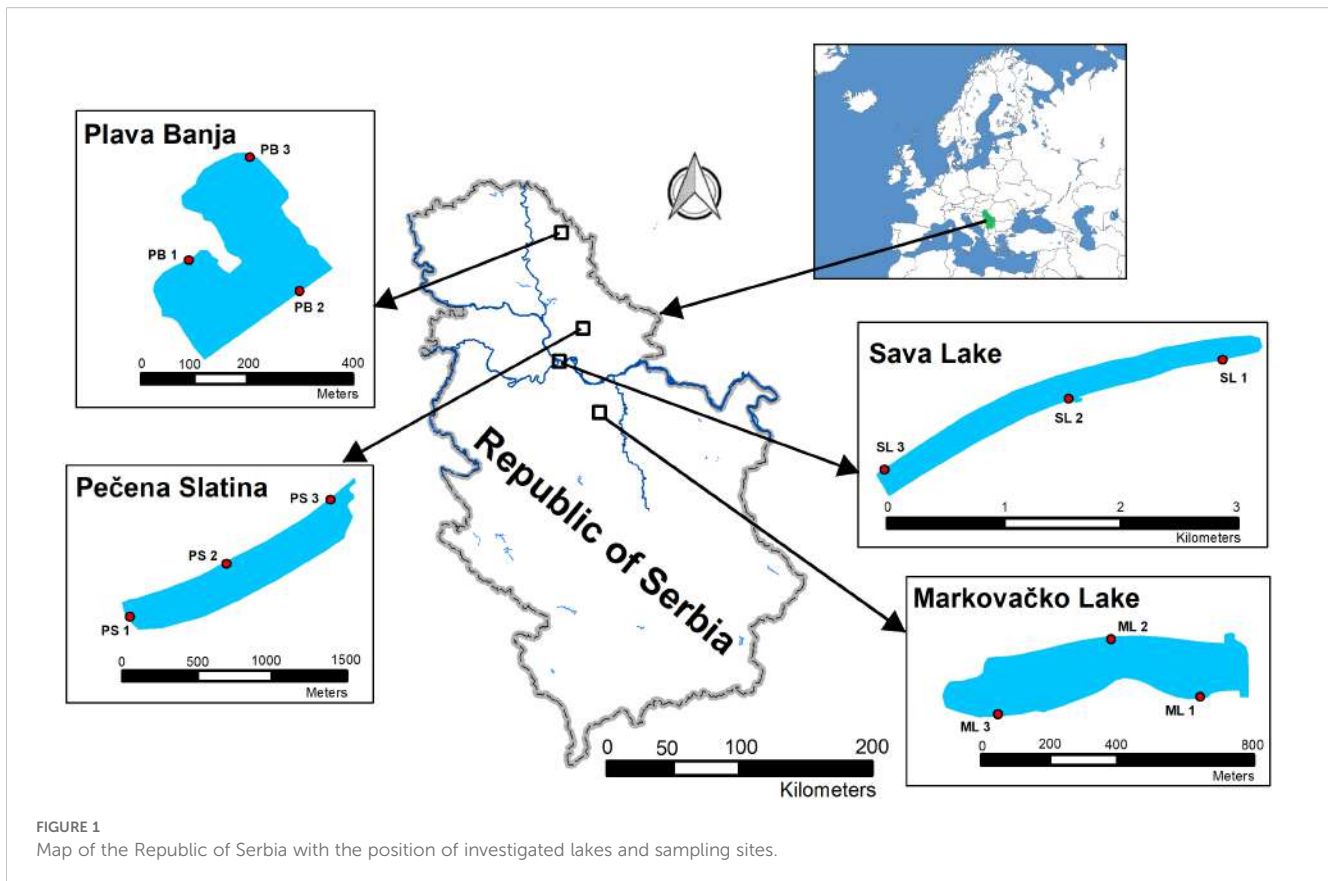 Plava Banja
PB 3
PB 1
PB 2
0 100 200 400
Meters
Pečena Slatina
PS 3
PS 2
PS 1
0 500 1000 1500
Meters
Republic of Serbia
0 50 100 200
Kilometers
Sava Lake
SL 1
SL 2
SL 3
0 1 2 3
Kilometers
Markovačko Lake
ML 2
ML 1
ML 3
0 200 400 800
Meters
FIGURE 1
Map of the Republic of Serbia with the position of investigated lakes and sampling sites.